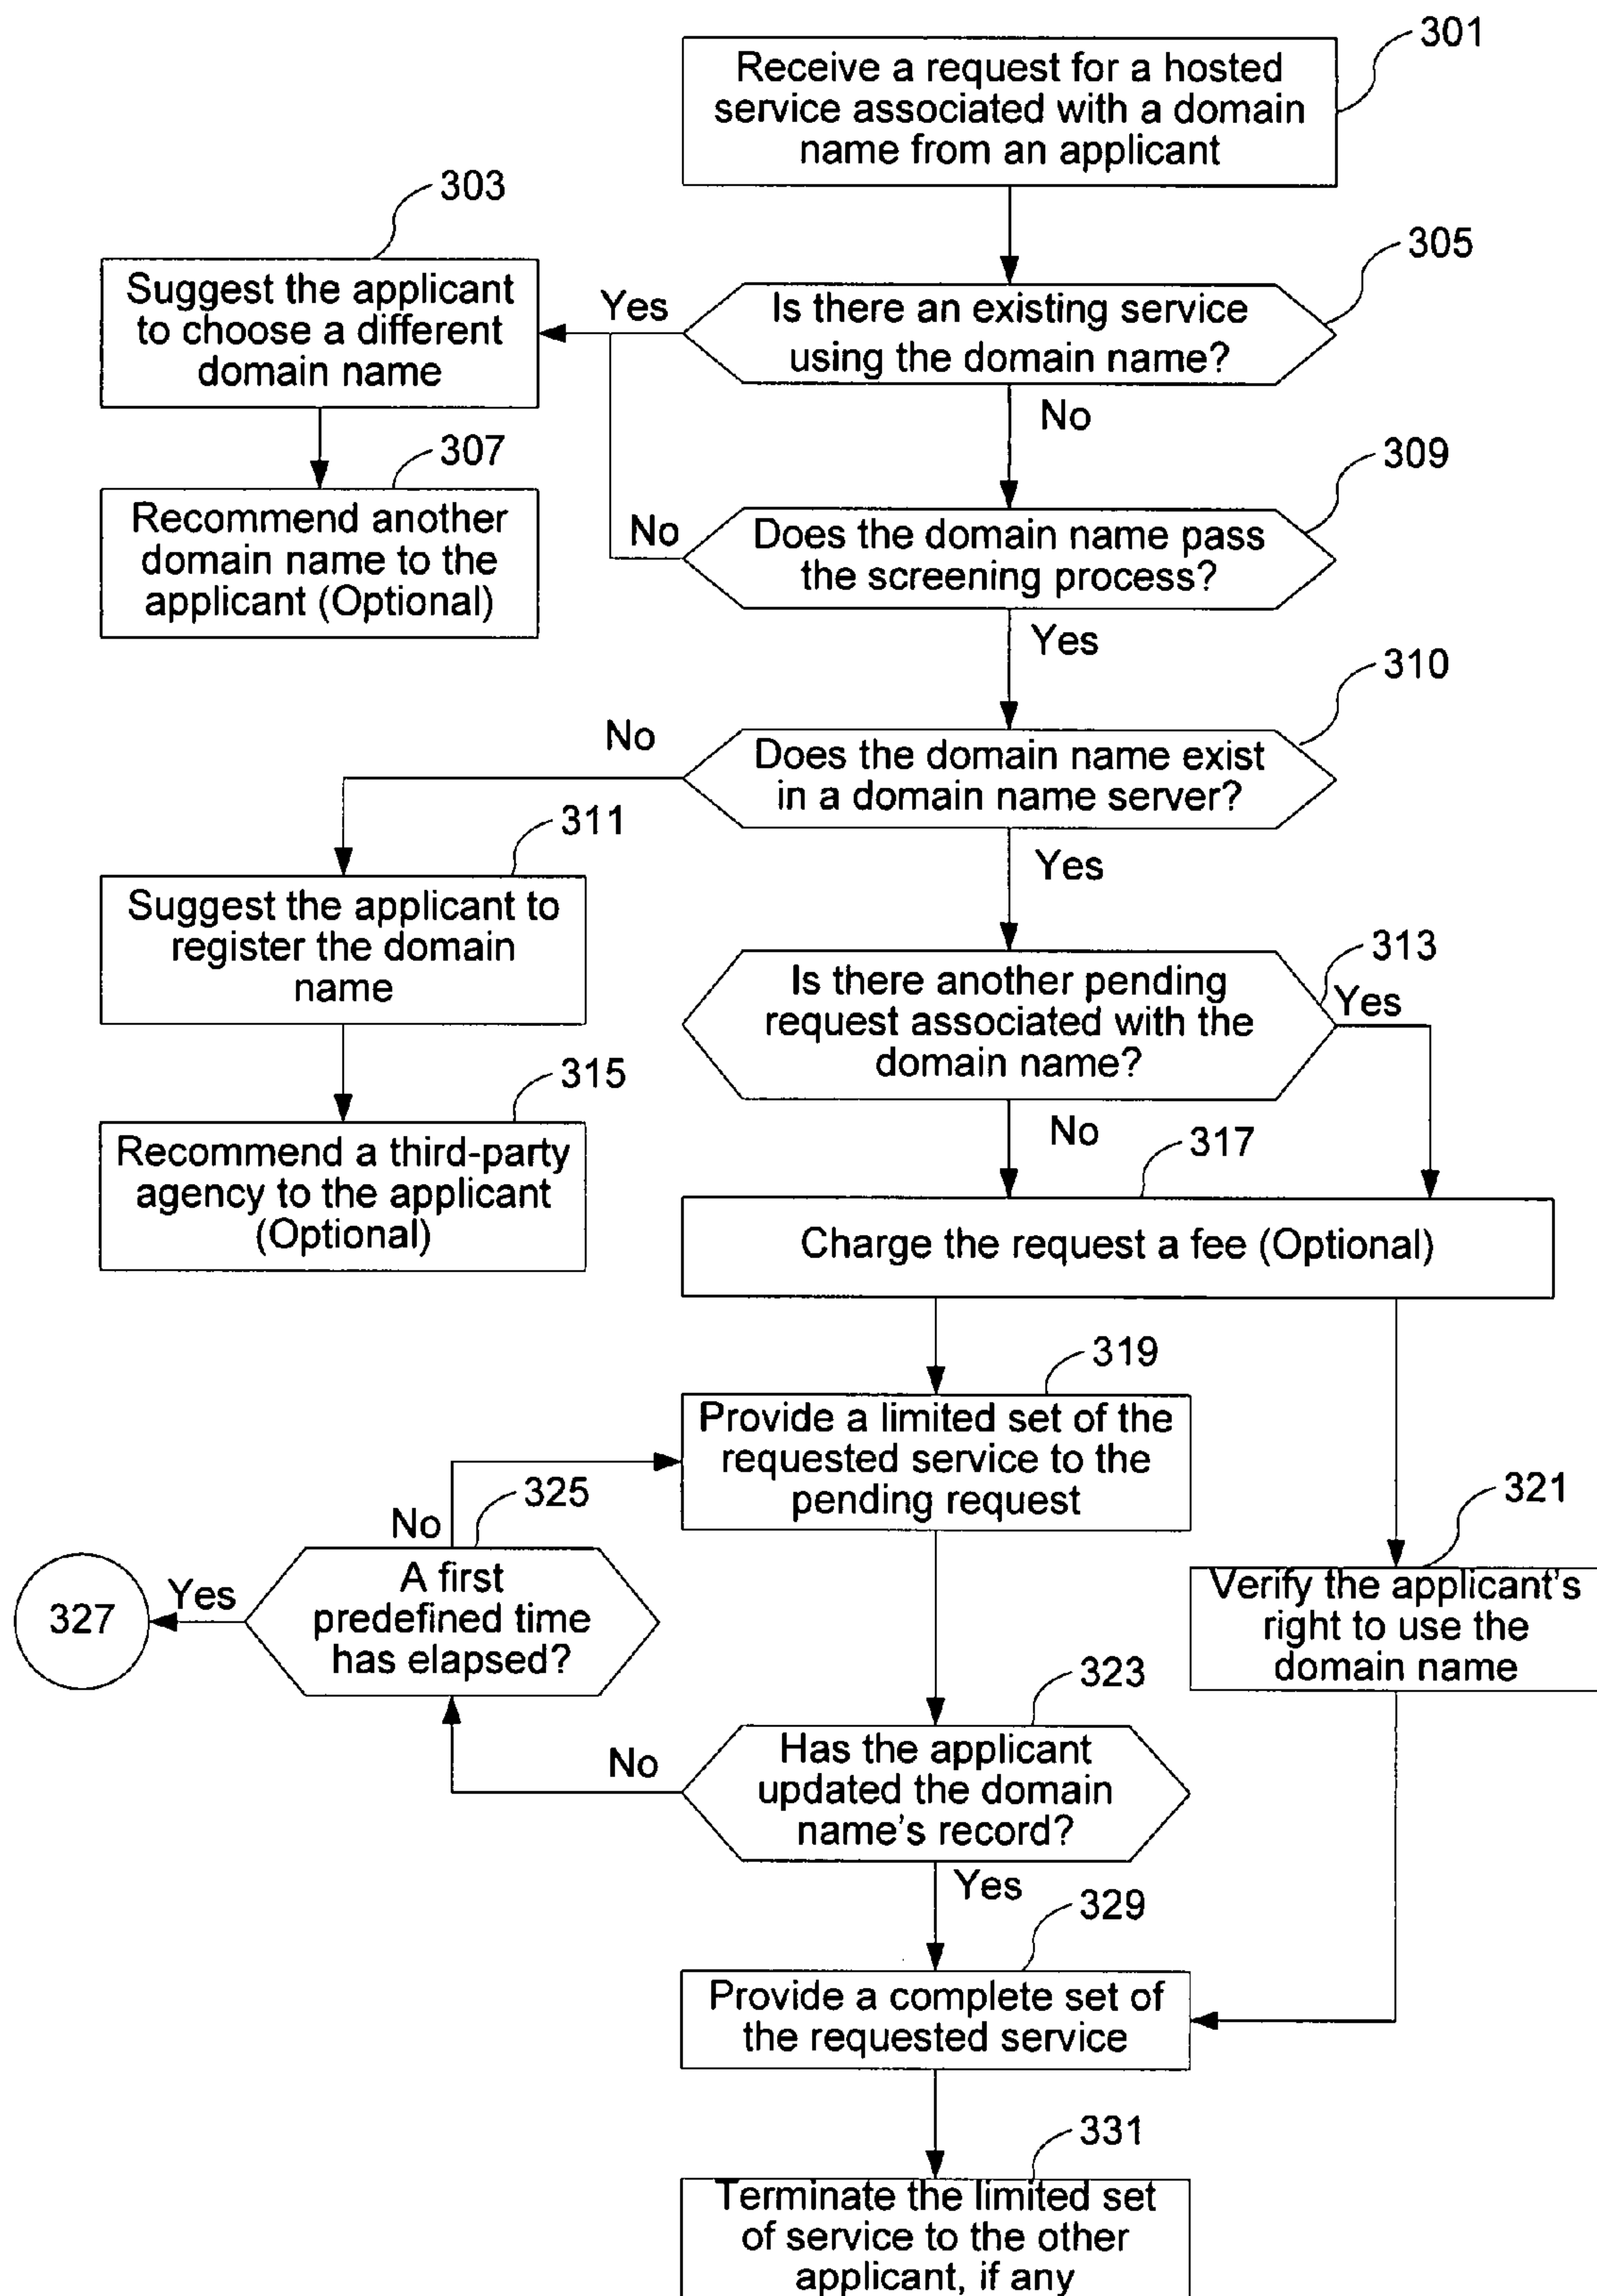 301
Receive a request for a hosted
service associated with a domain
name from an applicant
303
305
Suggest the applicant
to choose a different
domain name
Yes
Is there an existing service
using the domain name?
No
307
309
Recommend another
domain name to the
applicant (Optional)
No
Does the domain name pass
the screening process?
Yes
310
No
Does the domain name exist
in a domain name server?
311
Yes
Suggest the applicant to
register the domain
name
313
Is there another pending
request associated with the
domain name?
Yes
315
No
317
Recommend a third-party
agency to the applicant
(Optional)
Charge the request a fee (Optional)
319
Provide a limited set of the
requested service to the
pending request
325
No
321
327
Yes
A first
predefined time
has elapsed?
Verify the applicant's
right to use the
domain name
323
No
Has the applicant
updated the domain
name's record?
Yes
329
Provide a complete set of
the requested service
331
Terminate the limited set
of service to the other
applicant, if any